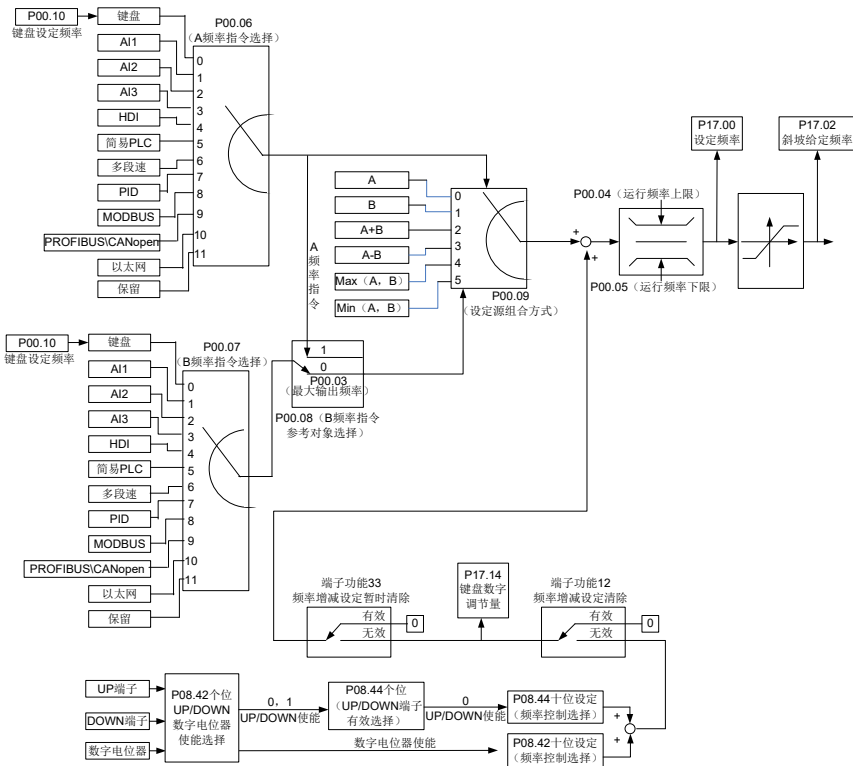 P00.10
键盘设定频率
键盘
AI1
AI2
AI3
HDI
简易PLC
多段速
PID
MODBUS
PROFIBUS\CANopen
以太网
保留
P00.06
（A频率指令选择）
0
1
2
3
4
5
6
7
8
9
10
11
A
频
率
指
令
A
B
A+B
A-B
Max（A，B）
Min（A，B）
0
1
2
3
4
5
P00.09
（设定源组合方式）
+
+
P00.04（运行频率上限）
P00.05（运行频率下限）
P17.00
设定频率
P17.02
斜坡给定频率
P00.10
键盘设定频率
键盘
AI1
AI2
AI3
HDI
简易PLC
多段速
PID
MODBUS
PROFIBUS\CANopen
以太网
保留
P00.07
（B频率指令选择）
0
1
2
3
4
5
6
7
8
9
10
11
1
0
P00.03
（最大输出频率）
P00.08（B频率指令
参考对象选择）
端子功能33
频率增减设定暂时清除
有效
无效
0
P17.14
键盘数字
调节量
端子功能12
频率增减设定清除
有效
无效
0
UP端子
DOWN端子
数字电位器
P08.42个位
UP/DOWN
数字电位器
使能选择
0，1
UP/DOWN使能
P08.44个位
（UP/DOWN端子
有效选择）
0
UP/DOWN使能
P08.44十位设定
（频率控制选择）
数字电位器使能
P08.42十位设定
（频率控制选择）
+
+